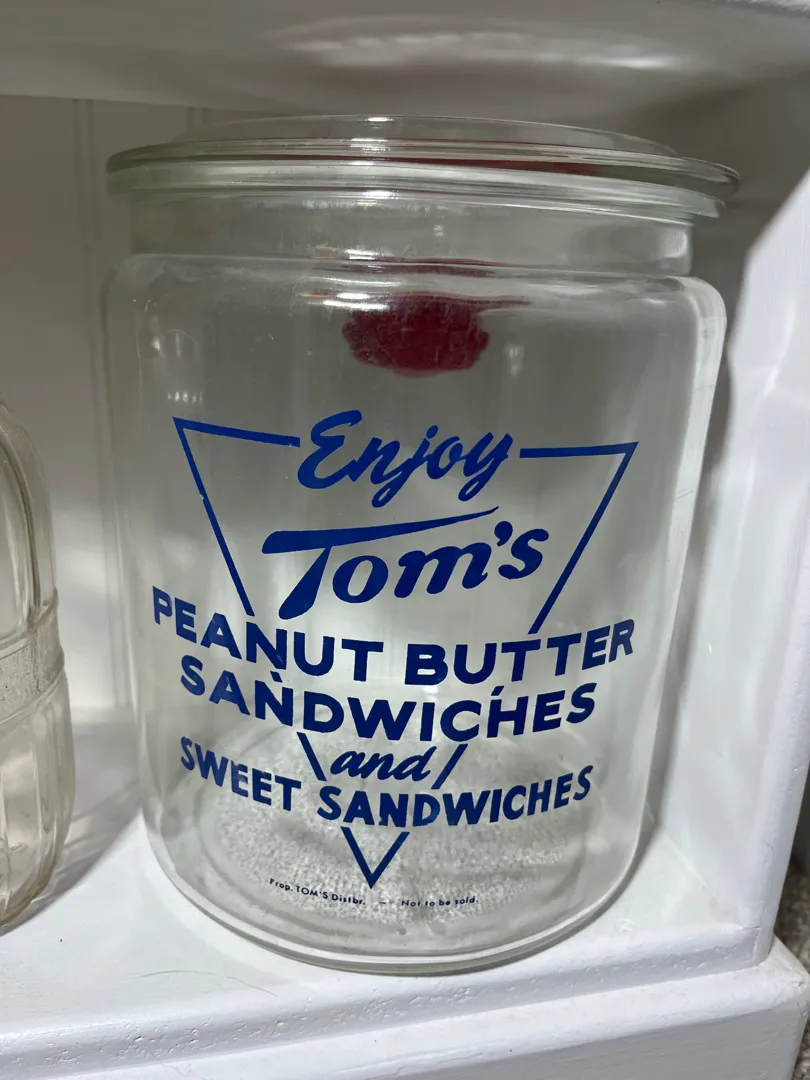 Enjoy
Tom's
PEANUT BUTTER
SANDWICHES
and
SWEET SANDWICHES
Prop. TOM'S Distbr. — Not to be sold.